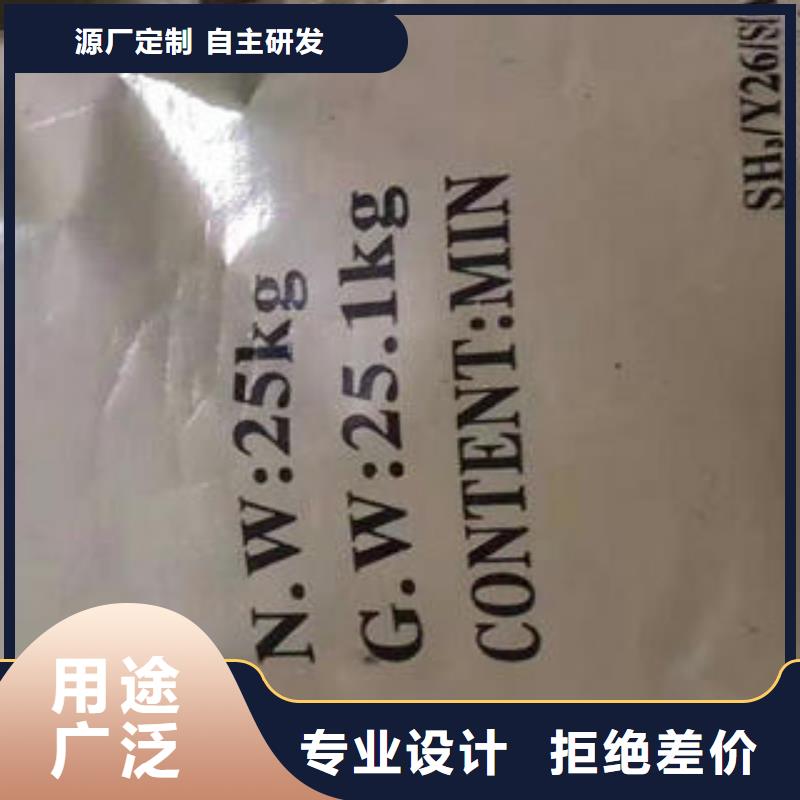 源厂定制 自主研发
N.W:25kg
G.W:25.1kg
CONTENT:MIN
用途
广泛
专业设计 拒绝差价